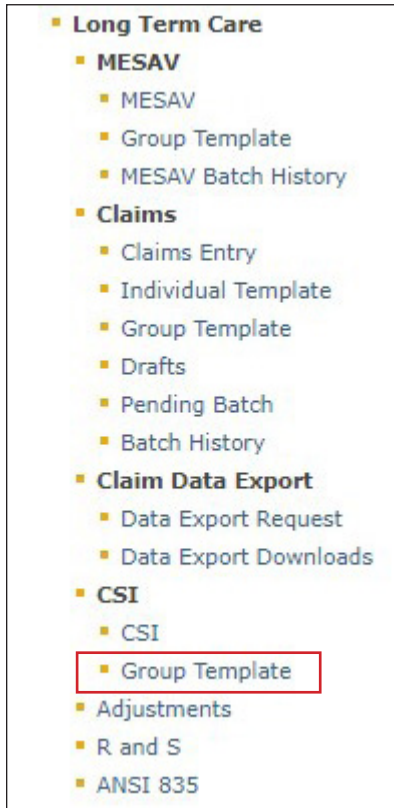 Long Term Care
MESAV
MESAV
Group Template
MESAV Batch History
Claims
Claims Entry
Individual Template
Group Template
Drafts
Pending Batch
Batch History
Claim Data Export
Data Export Request
Data Export Downloads
CSI
CSI
Group Template
Adjustments
R and S
ANSI 835